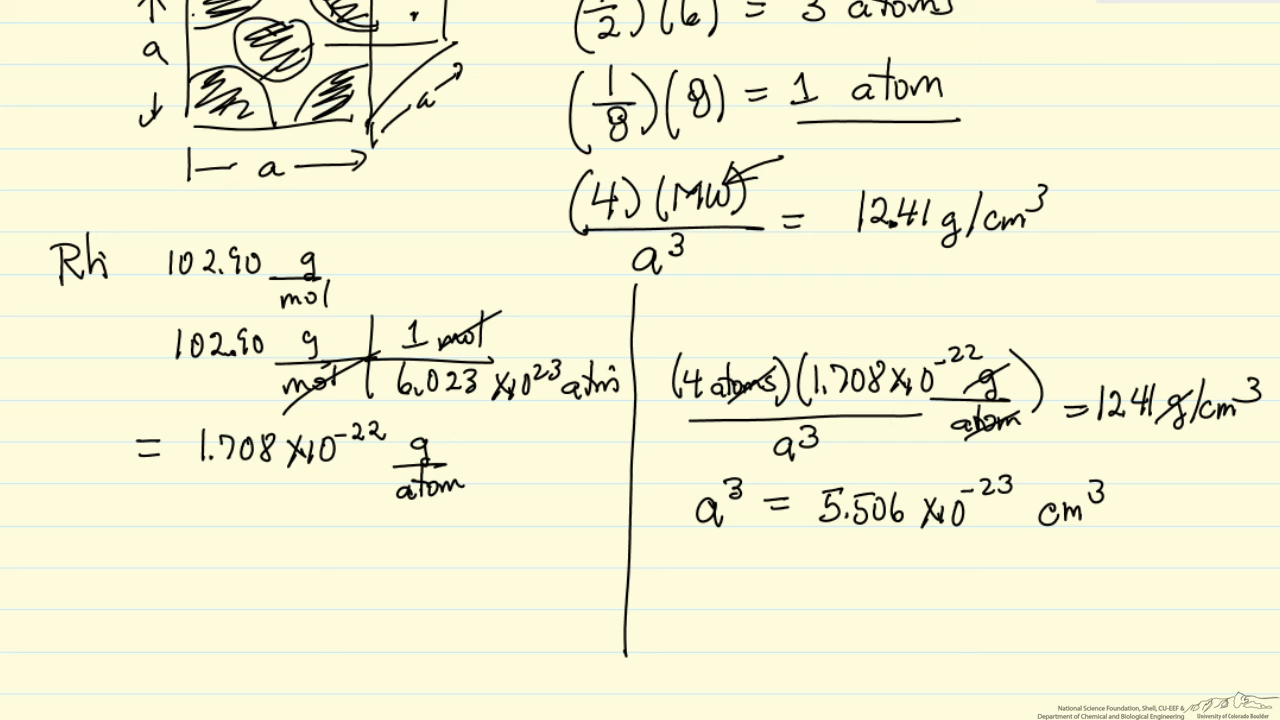 (1/2)(6) = 3 atoms
a
(1/8)(8) = 1 atom
a
a
(4)(MW)/a³ = 12.41 g/cm³
Rh 102.90 g/mol
102.90 g/mol | 1 mol / 6.023 x10²³ atms
= 1.708 x10⁻²² g/atom
(4 atoms)(1.708 x10⁻²² g/atom)/a³ = 1241 g/cm³
a³ = 5.506 x10⁻²³ cm³
National Science Foundation, Shell, CU-EEF &
Department of Chemical and Biological Engineering
University of Colorado Boulder